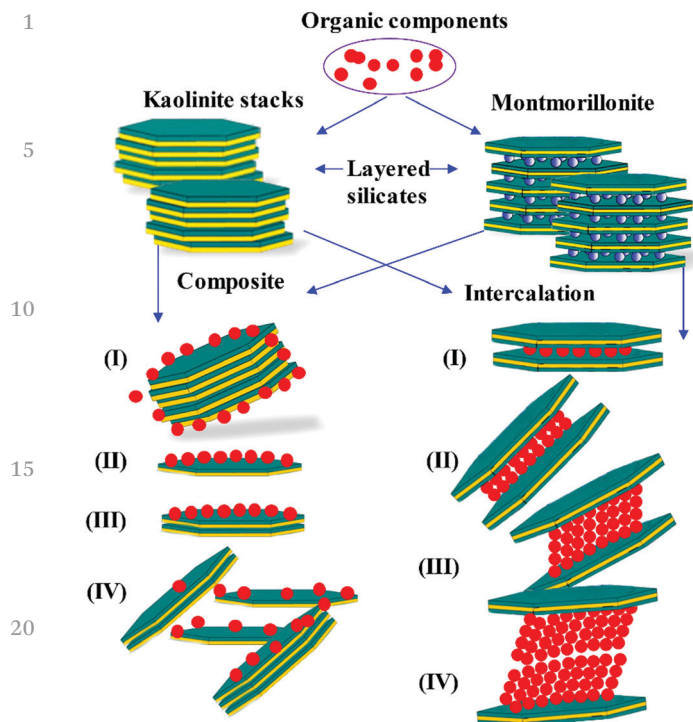 1
Organic components
Kaolinite stacks
Montmorillonite
5
Layered
silicates
Composite
Intercalation
10
(I)
(I)
(II)
15
(II)
(III)
(III)
(IV)
20
(IV)